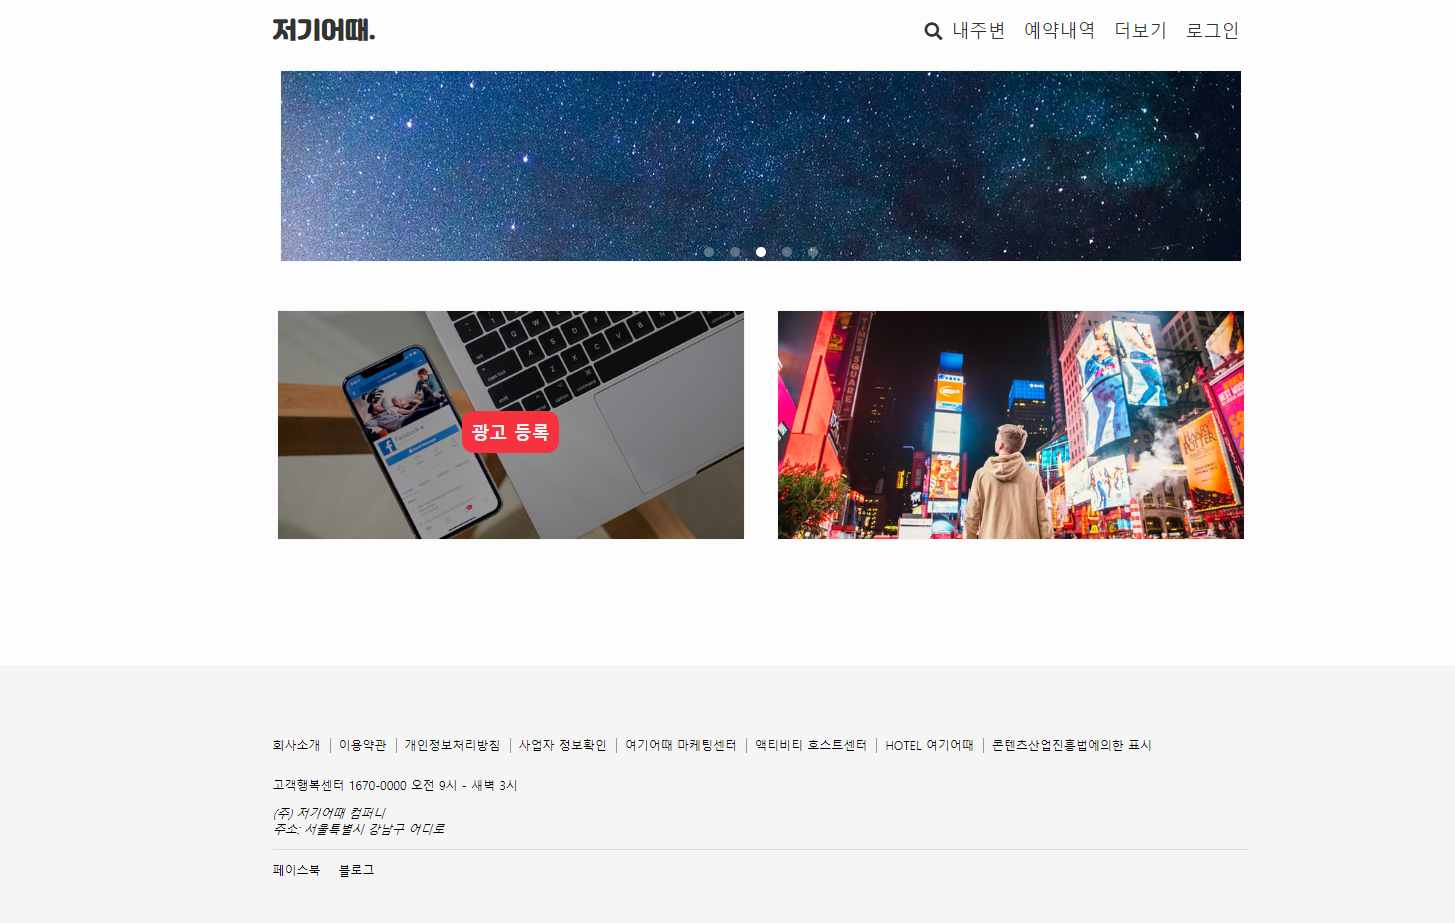 저기어때.
내주변 예약내역 더보기 로그인
광고 등록
TIMES SQUARE
HARRY POTTER
회사소개 이용약관 개인정보처리방침 사업자 정보확인 여기어때 마케팅센터 액티비티 호스트센터 HOTEL 여기어때 콘텐츠산업진흥법에의한 표시
고객행복센터 1670-0000 오전 9시 - 새벽 3시
(주) 저기어때 컴퍼니
주소: 서울특별시 강남구 어디로
페이스북 블로그